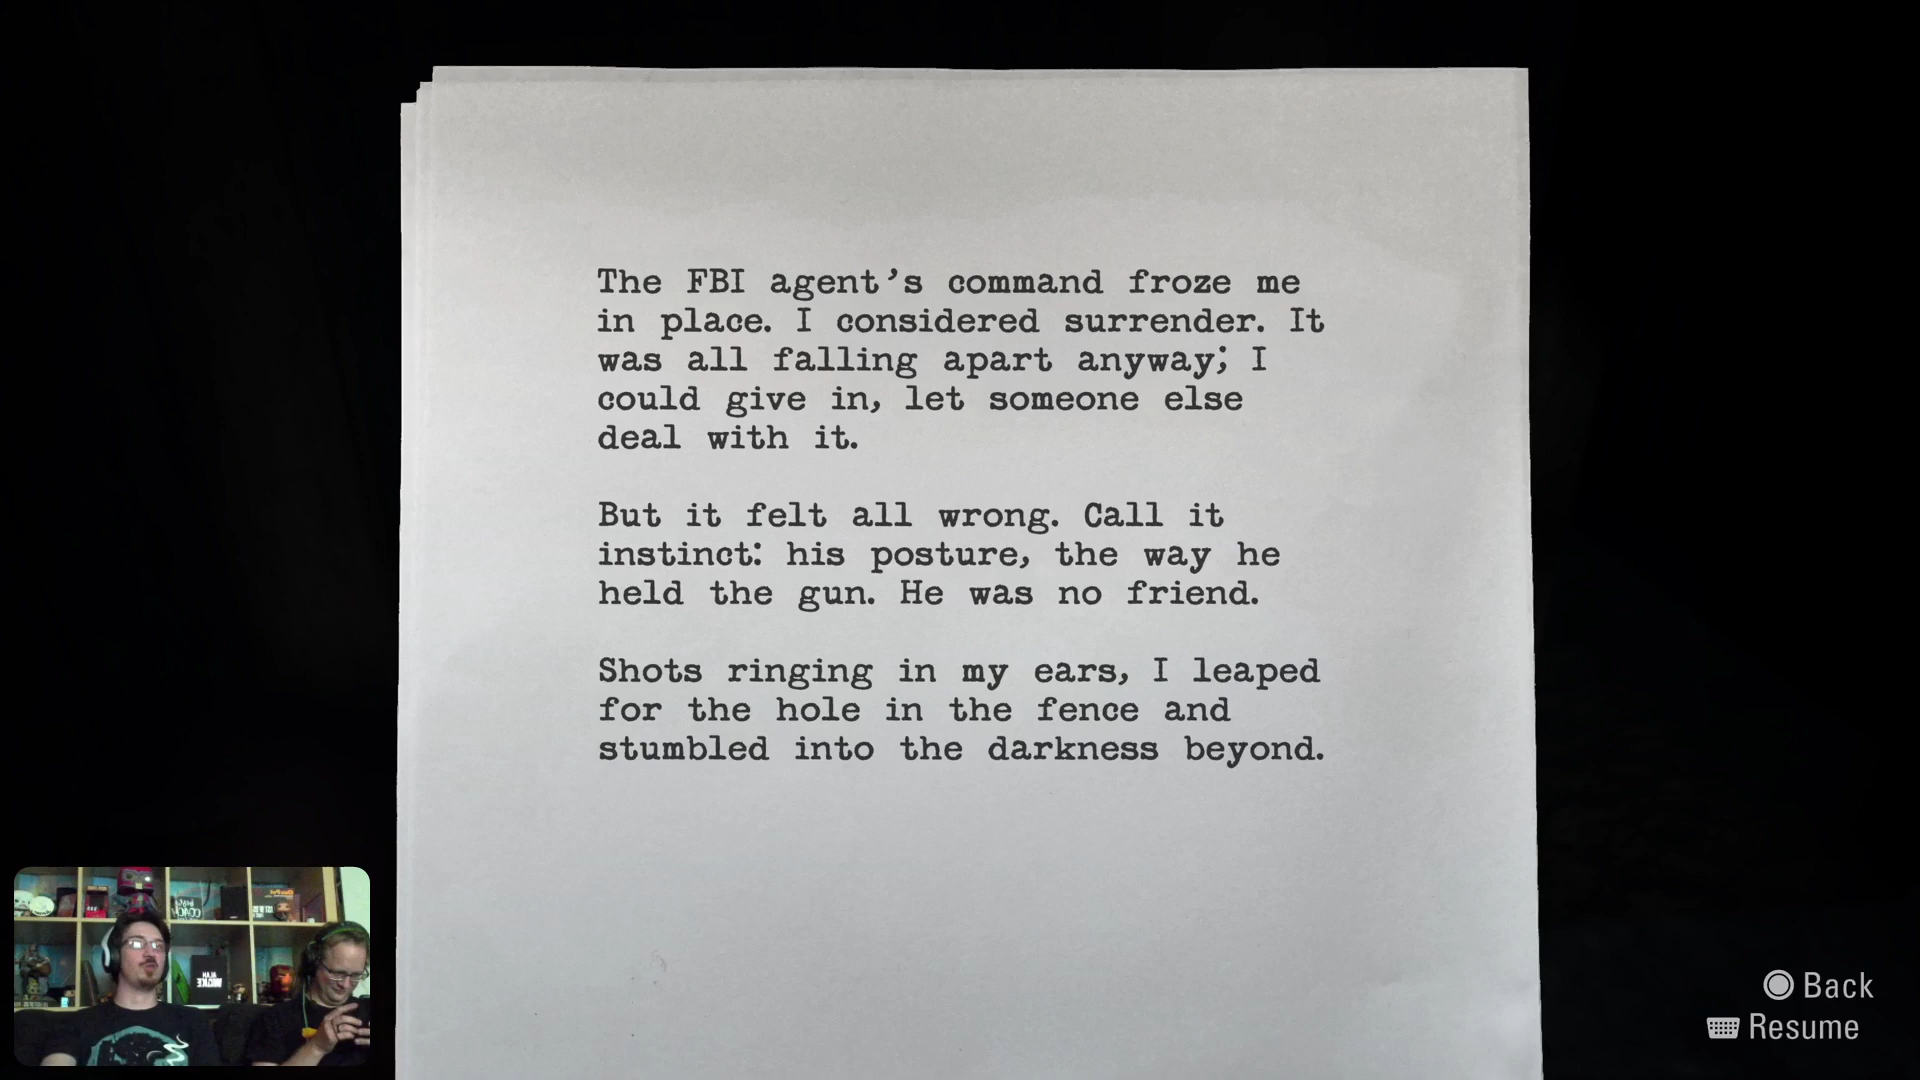 The FBI agent’s command froze me
in place. I considered surrender. It
was all falling apart anyway; I
could give in, let someone else
deal with it.
But it felt all wrong. Call it
instinct: his posture, the way he
held the gun. He was no friend.
Shots ringing in my ears, I leaped
for the hole in the fence and
stumbled into the darkness beyond.
ALAN
WAKE
Back
Resume